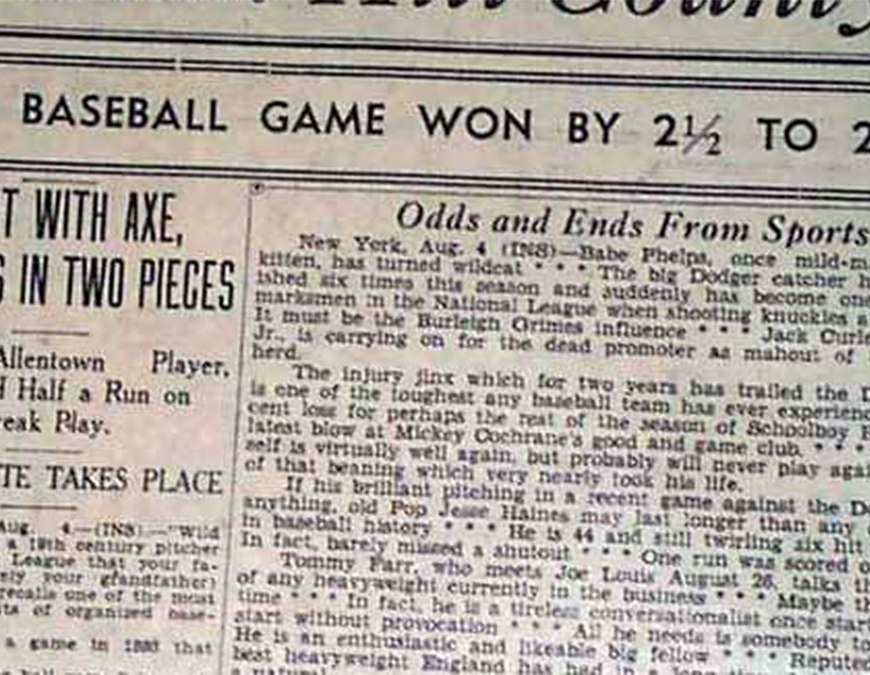 County
BASEBALL GAME WON BY 2½ TO 2
T WITH AXE,
S IN TWO PIECES
Allentown Player,
Half a Run on
eak Play.
TE TAKES PLACE
Aug. 4—(INS)—"Wild
a 19th century pitcher
League that your fa-
ely your grandfather)
recalls one of the most
ts of organized base-
a game in 1880 that
Odds and Ends From Sports
New York, Aug. 4 (INS)—Babe Phelps, once mild-m
kitten, has turned wildcat * * * The big Dodger catcher h
ished six times this season and suddenly has become one
marksmen in the National League when shooting knuckles a
It must be the Burleigh Grimes influence * * * Jack Curle
Jr., is carrying on for the dead promoter as mahout of
herd.
The injury jinx which for two years has trailed the D
is one of the toughest any baseball team has ever experienc
cent loss for perhaps the rest of the season of Schoolboy R
latest blow at Mickey Cochrane's good and game club. * * *
self is virtually well again, but probably will never play agai
of that beaning which very nearly took his life.
If his brilliant pitching in a recent game against the Do
anything, old Pop Jesse Haines may last longer than any
in baseball history * * * He is 44 and still twirling six hit
In fact, barely missed a shutout * * * One run was scored o
Tommy Farr, who meets Joe Louis August 26, talks th
of any heavyweight currently in the business * * * Maybe th
time * * * In fact, he is a tireless conversationalist once start
start without provocation * * * All he needs is somebody to
He is an enthusiastic and likeable big fellow * * * Reputed
best heavyweight England has had in a long time
a natural